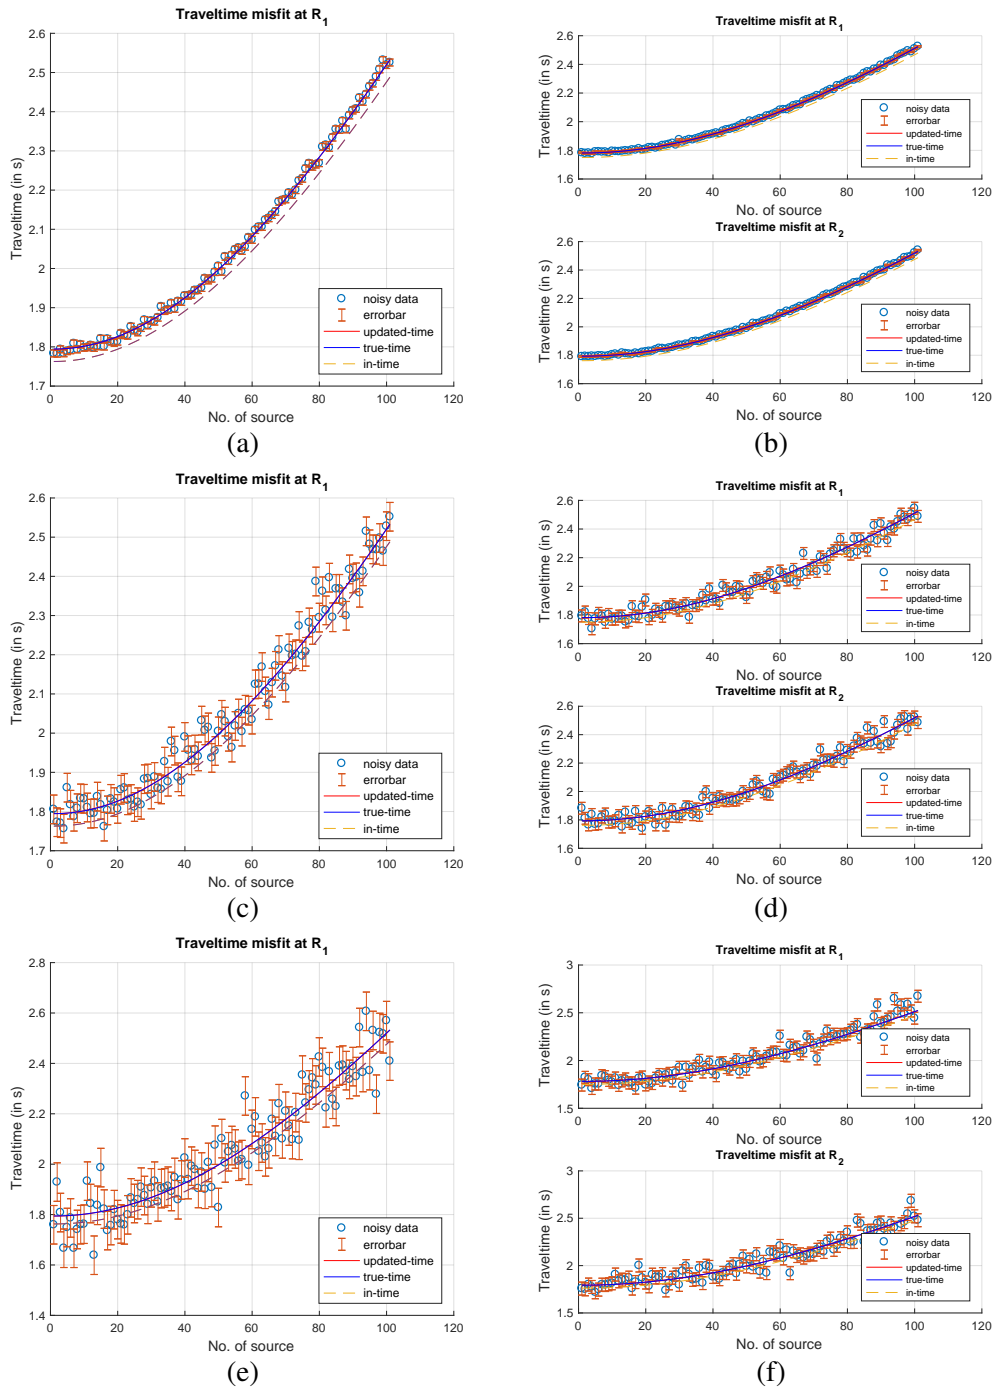 Traveltime misfit at R1
2.6
2.5
2.4
2.3
2.2
2.1
2
1.9
1.8
1.7
Traveltime (in s)
0 20 40 60 80 100 120
No. of source
noisy data
errorbar
updated-time
true-time
in-time
(a)
Traveltime misfit at R1
2.6
2.4
2.2
2
1.8
1.6
Traveltime (in s)
0 20 40 60 80 100 120
No. of source
noisy data
errorbar
updated-time
true-time
in-time
Traveltime misfit at R2
2.6
2.4
2.2
2
1.8
1.6
Traveltime (in s)
0 20 40 60 80 100 120
No. of source
noisy data
errorbar
updated-time
true-time
in-time
(b)
Traveltime misfit at R1
2.6
2.5
2.4
2.3
2.2
2.1
2
1.9
1.8
1.7
Traveltime (in s)
0 20 40 60 80 100 120
No. of source
noisy data
errorbar
updated-time
true-time
in-time
(c)
Traveltime misfit at R1
2.6
2.4
2.2
2
1.8
1.6
Traveltime (in s)
0 20 40 60 80 100 120
No. of source
noisy data
errorbar
updated-time
true-time
in-time
Traveltime misfit at R2
2.6
2.4
2.2
2
1.8
1.6
Traveltime (in s)
0 20 40 60 80 100 120
No. of source
noisy data
errorbar
updated-time
true-time
in-time
(d)
Traveltime misfit at R1
2.8
2.6
2.4
2.2
2
1.8
1.6
1.4
Traveltime (in s)
0 20 40 60 80 100 120
No. of source
noisy data
errorbar
updated-time
true-time
in-time
(e)
Traveltime misfit at R1
3
2.5
2
1.5
Traveltime (in s)
0 20 40 60 80 100 120
No. of source
noisy data
errorbar
updated-time
true-time
in-time
Traveltime misfit at R2
3
2.5
2
1.5
Traveltime (in s)
0 20 40 60 80 100 120
No. of source
noisy data
errorbar
updated-time
true-time
in-time
(f)